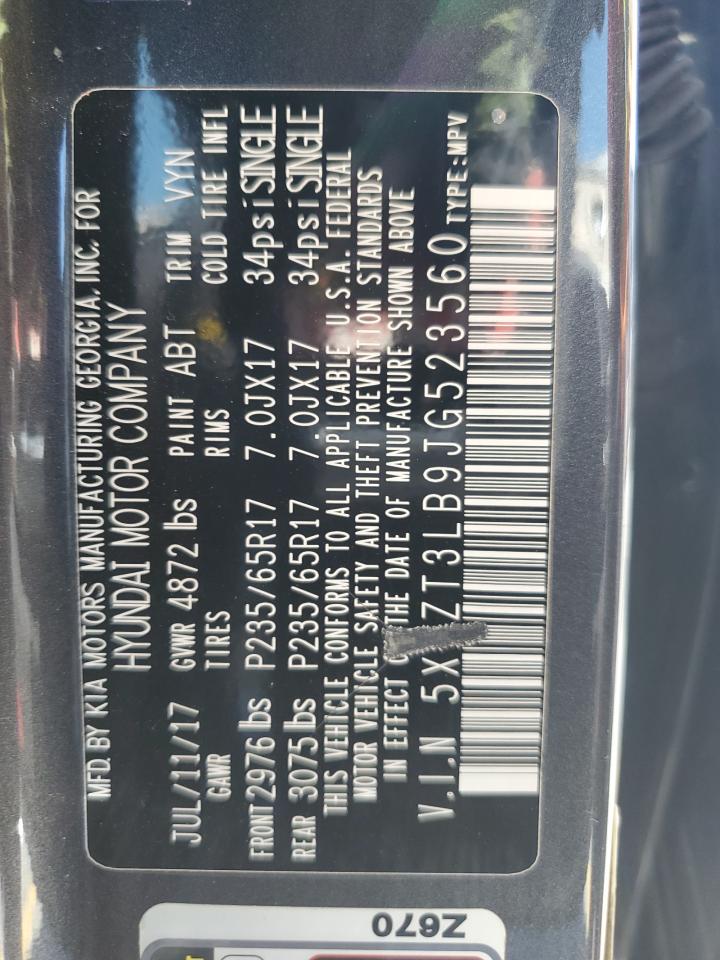 MFD. BY KIA MOTORS MANUFACTURING GEORGIA, INC. FOR
HYUNDAI MOTOR COMPANY
JUL/11/17 GVWR 4872 lbs PAINT ABT TRIM VYN
GAWR TIRES RIMS COLD TIRE INFL
FRONT 2976 lbs P235/65R17 7.0JX17 34psi SINGLE
REAR 3075 lbs P235/65R17 7.0JX17 34psi SINGLE
THIS VEHICLE CONFORMS TO ALL APPLICABLE U.S.A. FEDERAL
MOTOR VEHICLE SAFETY AND THEFT PREVENTION STANDARDS
IN EFFECT THE DATE OF MANUFACTURE SHOWN ABOVE
V.I.N 5X ZT3LB9JG523560 TYPE:MPV
Z670